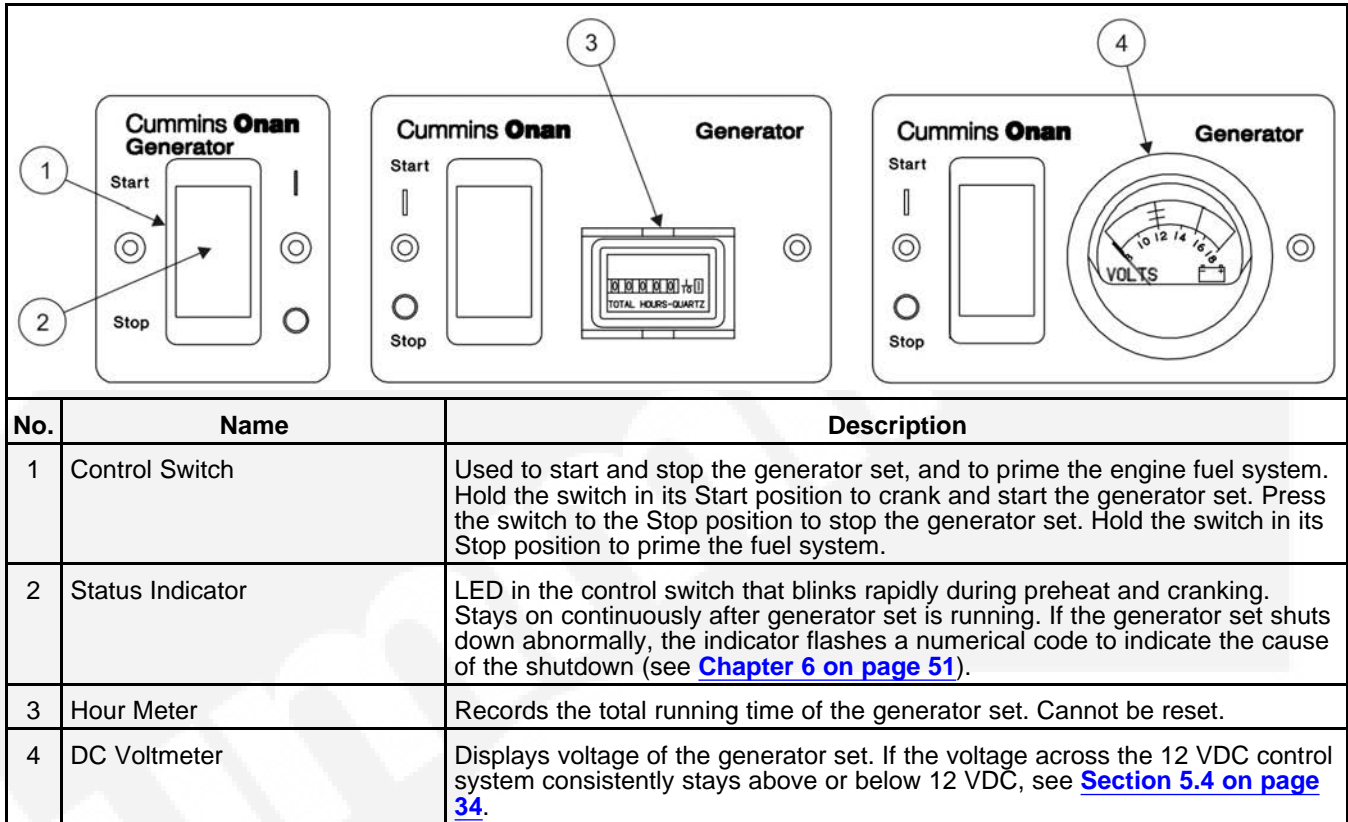 3
4
Cummins Onan
Generator
1
Start
2
Stop
Cummins Onan Generator
Start
00000 1/10 1
TOTAL HOURS-QUARTZ
Stop
Cummins Onan Generator
Start
8 10 12 14 16 18
VOLTS
Stop
No. Name Description
1 Control Switch Used to start and stop the generator set, and to prime the engine fuel system.
Hold the switch in its Start position to crank and start the generator set. Press
the switch to the Stop position to stop the generator set. Hold the switch in its
Stop position to prime the fuel system.
2 Status Indicator LED in the control switch that blinks rapidly during preheat and cranking.
Stays on continuously after generator set is running. If the generator set shuts
down abnormally, the indicator flashes a numerical code to indicate the cause
of the shutdown (see Chapter 6 on page 51).
3 Hour Meter Records the total running time of the generator set. Cannot be reset.
4 DC Voltmeter Displays voltage of the generator set. If the voltage across the 12 VDC control
system consistently stays above or below 12 VDC, see Section 5.4 on page
34.